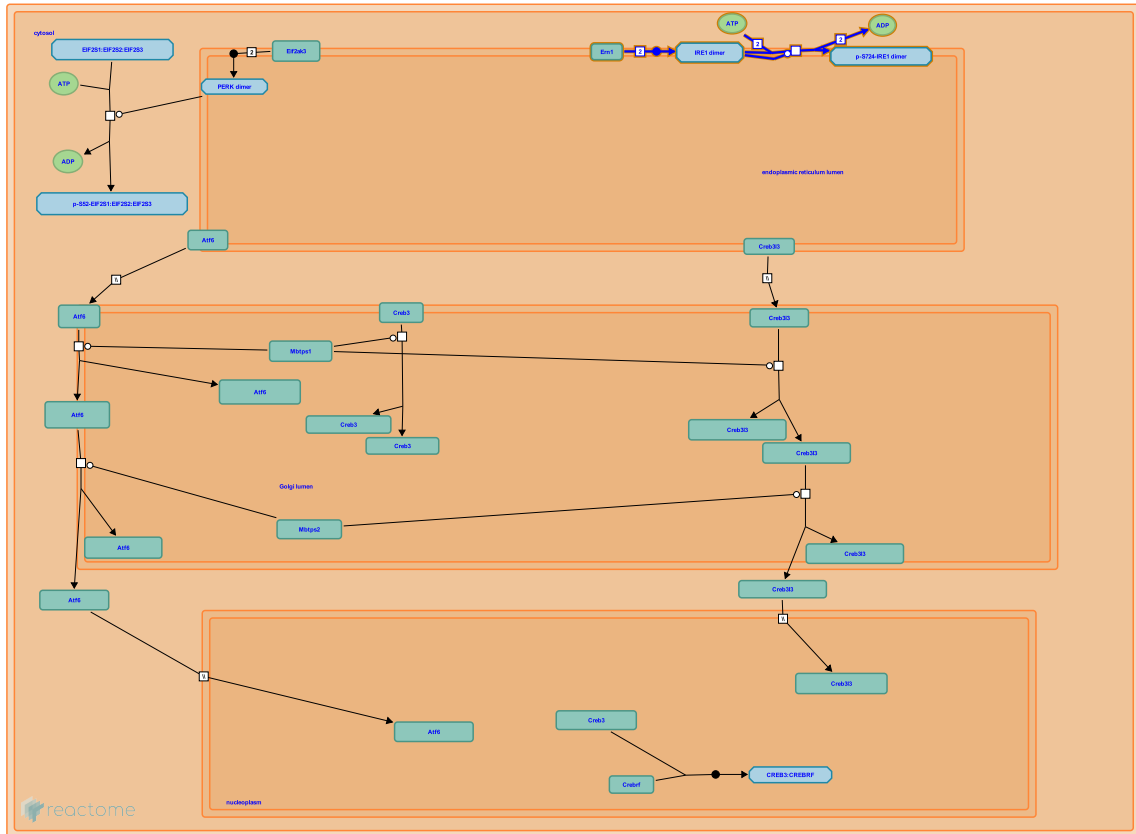 cytosol
EIF2S1:EIF2S2:EIF2S3
ATP
ADP
p-S52-EIF2S1:EIF2S2:EIF2S3
2
Eif2ak3
PERK dimer
Ern1
2
IRE1 dimer
ATP
2
2
ADP
p-S724-IRE1 dimer
endoplasmic reticulum lumen
Atf6
\\
Atf6
Creb3l3
\\
Creb3l3
Creb3
Mbtps1
Atf6
Atf6
Creb3
Creb3
Creb3l3
Creb3l3
Golgi lumen
Mbtps2
Atf6
Creb3l3
Atf6
Creb3l3
\\
\\
Creb3l3
Atf6
Creb3
Crebrf
CREB3:CREBRF
nucleoplasm
reactome